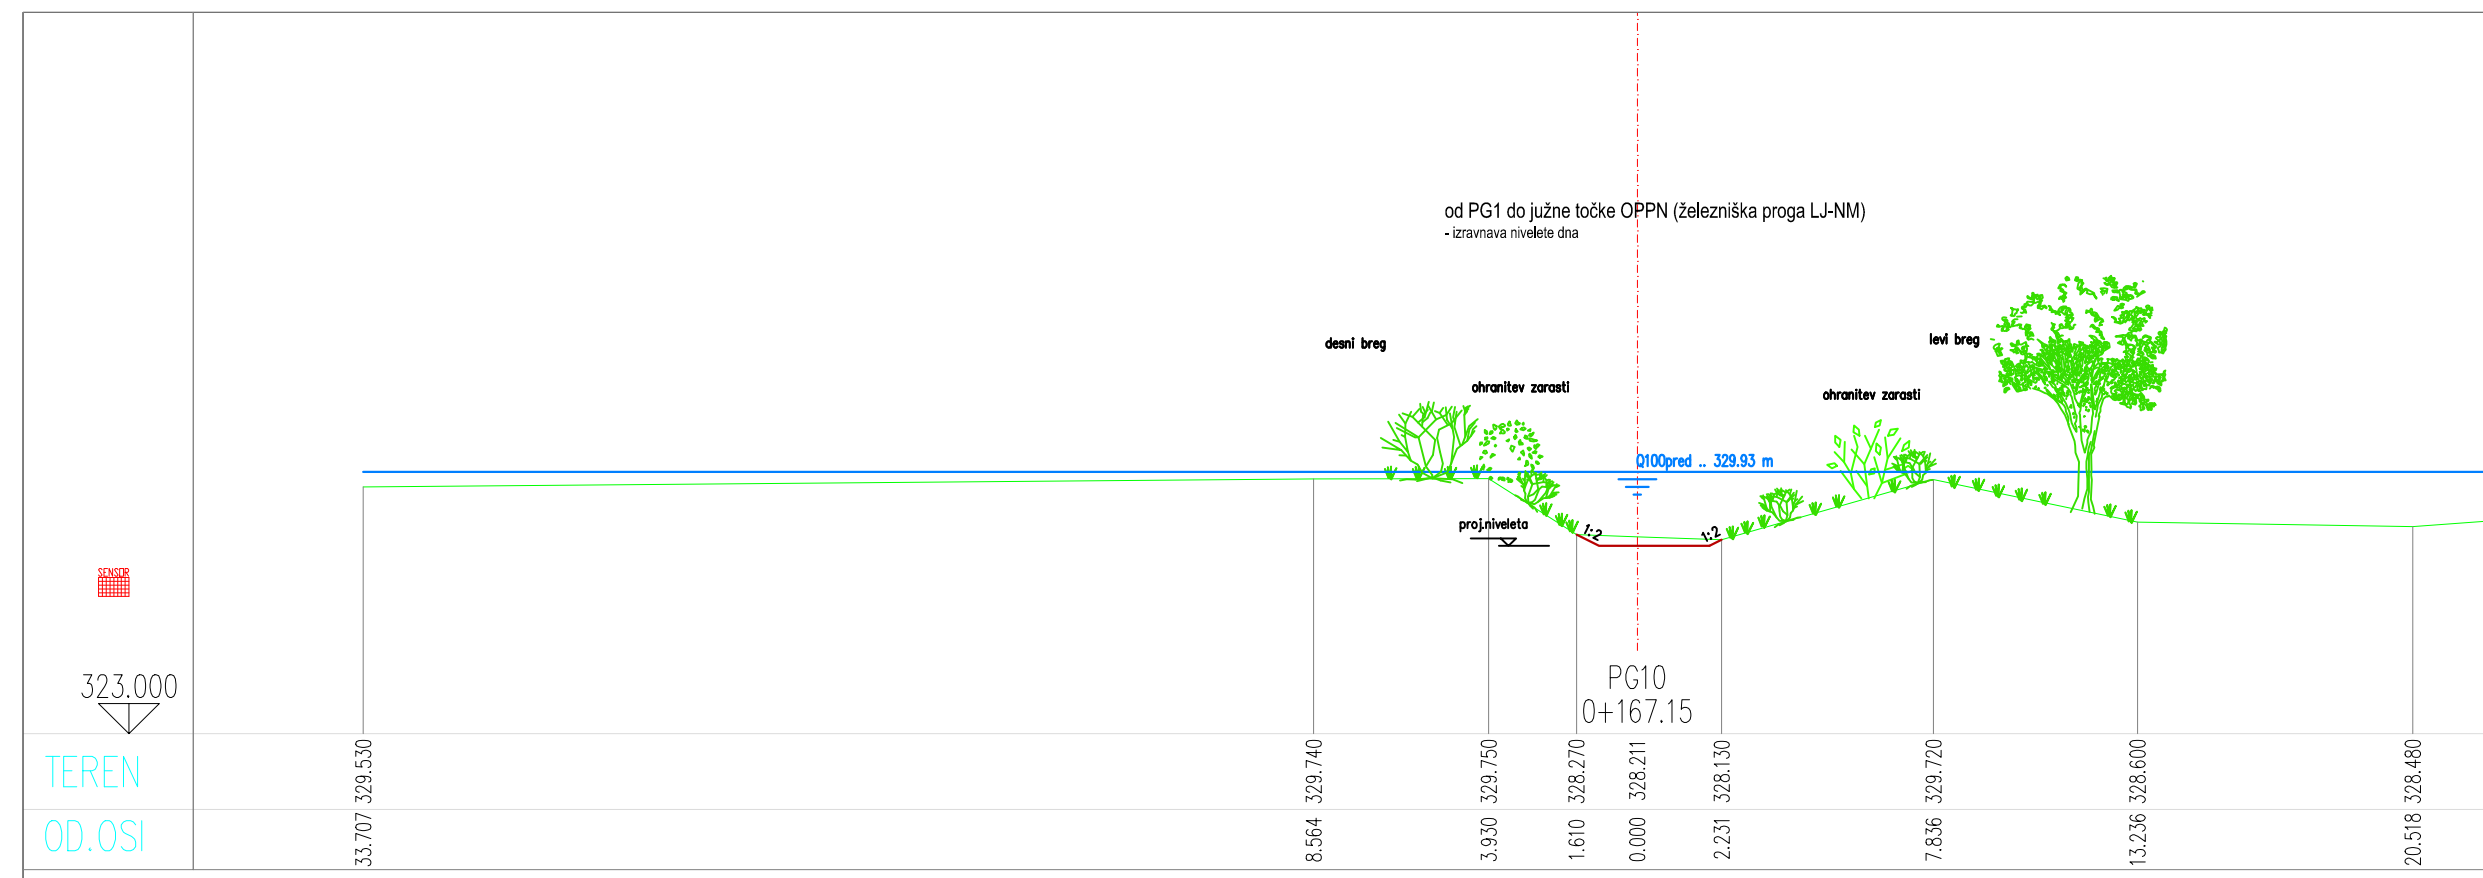 od PG1 do južne točke OPPN (železniška proga LJ-NM)
- izravnava nivelete dna
desni breg
levi breg
ohranitev zarasti
ohranitev zarasti
Q100pred .. 329.93 m
proj.niveleta
1:2
1:2
SENSOR
323.000
PG10
0+167.15
TEREN 329.530 329.740 329.750 328.270 328.211 328.130 329.720 328.600 328.480
OD.OSI 33.707 8.564 3.930 1.610 0.000 2.231 7.836 13.236 20.518